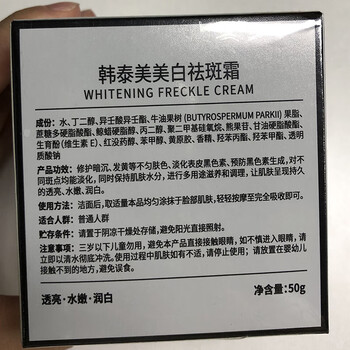 韩泰美美白祛斑霜
WHITENING FRECKLE CREAM
成份：水、丁二醇、异壬酸异壬酯、牛油果树 (BUTYROSPERMUM PARKII) 果脂、
蔗糖多硬脂酸酯、鲸蜡硬脂醇、丙二醇、聚二甲基硅氧烷、熊果苷、甘油硬脂酸酯、
生育酚(维生素 E)、红没药醇、苯甲醇、黄原胶、香精、羟苯丙酯、羟苯甲酯、透明
质酸钠
产品功效：修护暗沉、发黄等不匀肤色、淡化表皮黑色素、预防黑色素生成，对不
同斑点均能淡化，同时保持肌肤水分，进行多用途滋养和调理，让肌肤呈现持久
的透亮、水嫩、润白。
使用方法：洁面后，取适量本品均匀涂抹于脸部肌肤，轻轻按摩至完全吸收即可。
适合人群：普通人群
贮存条件：请置于阴凉干燥处存储，避免阳光直接照射。
注意事项：三岁以下儿童勿用，避免本产品直接接触眼睛，如不慎进入眼睛，请
立即以清水彻底冲洗。使用过程中肌肤如有不适，请停止使用；请放置在婴幼儿
接触不到的地方，避免误食。
透亮·水嫩·润白
净含量：50g